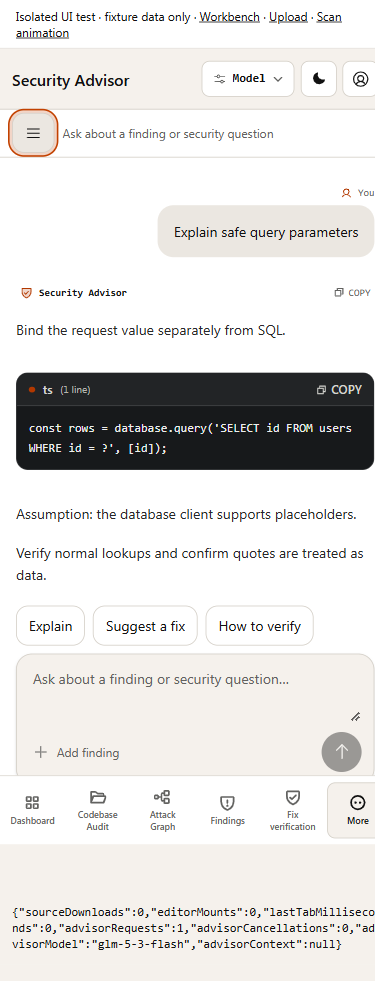 Isolated UI test · fixture data only · Workbench · Upload · Scan
animation
Security Advisor
Model
Ask about a finding or security question
You
Explain safe query parameters
Security Advisor
COPY
Bind the request value separately from SQL.
ts (1 line)
COPY
const rows = database.query('SELECT id FROM users
WHERE id = ?', [id]);
Assumption: the database client supports placeholders.
Verify normal lookups and confirm quotes are treated as
data.
Explain
Suggest a fix
How to verify
Ask about a finding or security question...
Add finding
Dashboard
Codebase
Audit
Attack
Graph
Findings
Fix
verification
More
{"sourceDownloads":0,"editorMounts":0,"lastTabMilliseco
nds":0,"advisorRequests":1,"advisorCancellations":0,"ad
visorModel":"glm-5-3-flash","advisorContext":null}